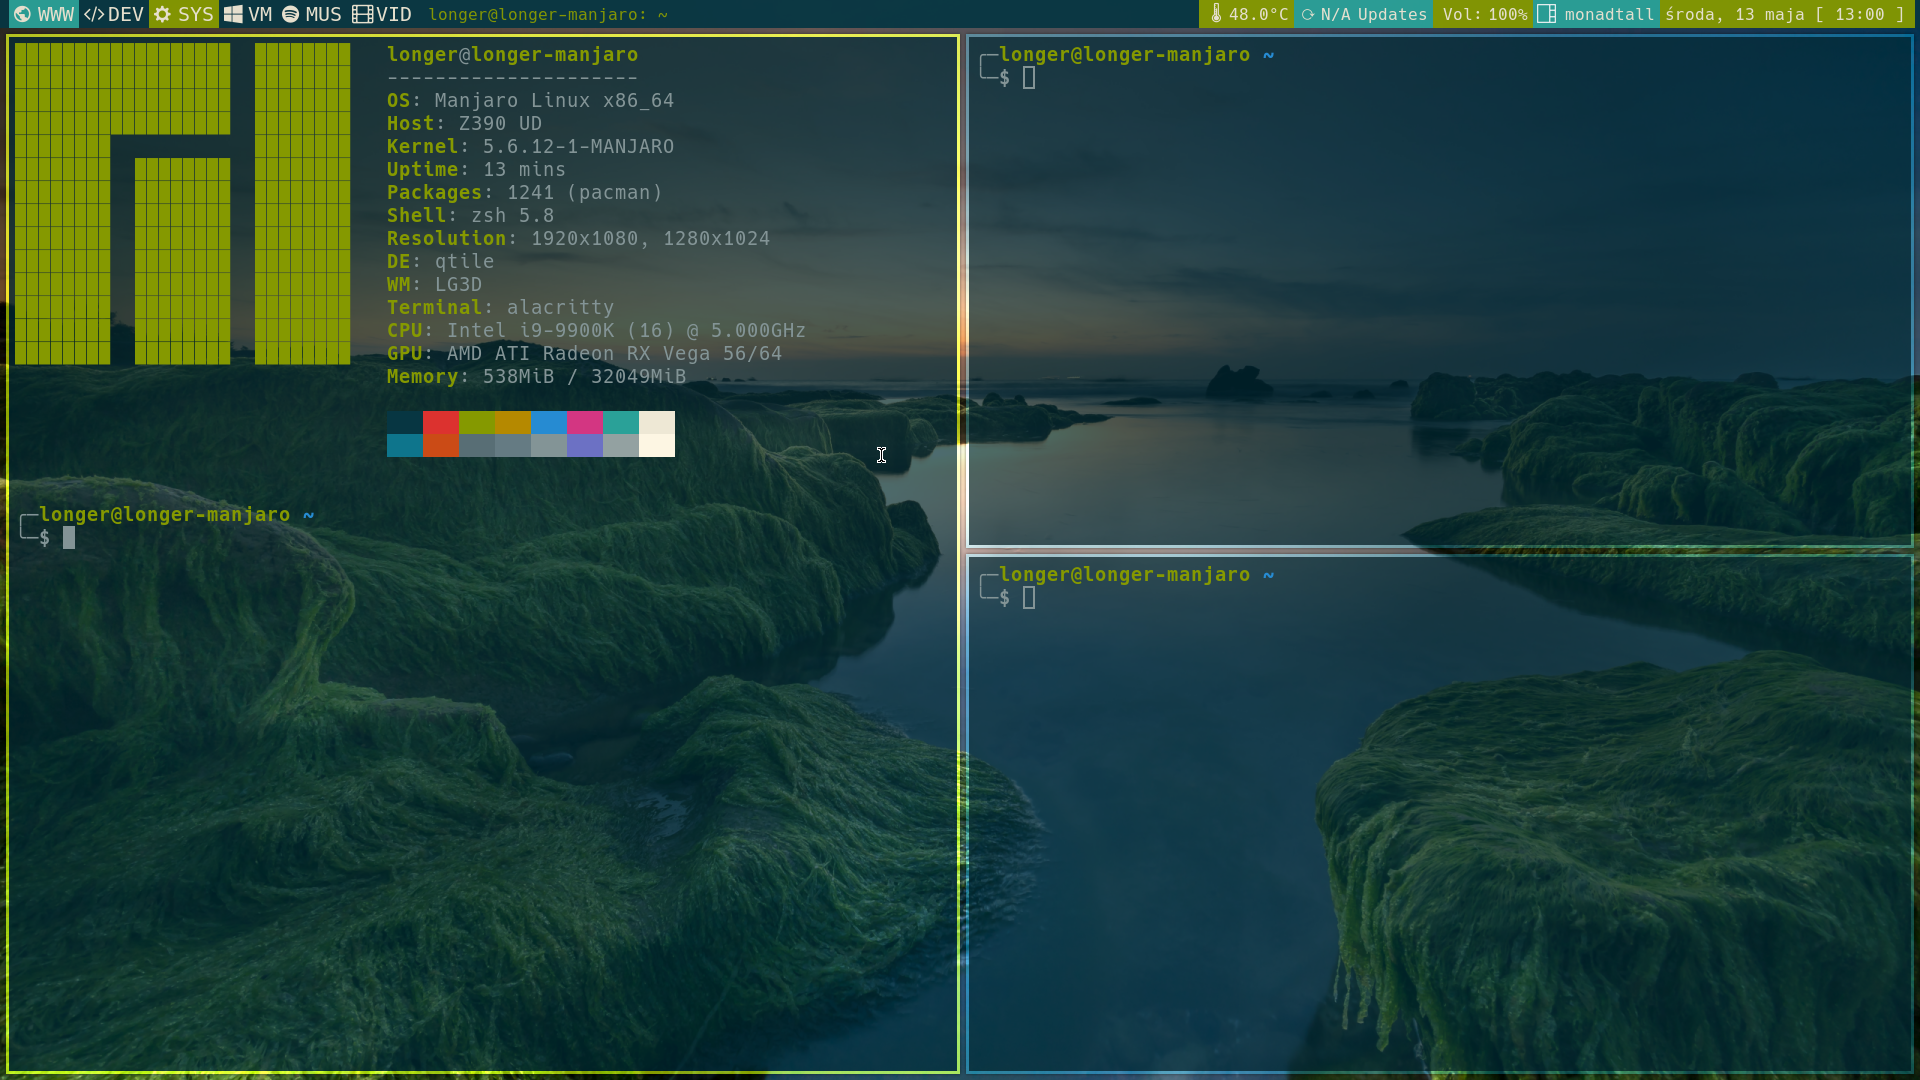 WWW DEV SYS VM MUS VID longer@longer-manjaro: ~ 48.0°C N/A Updates Vol: 100% monadtall środa, 13 maja [ 13:00 ]
longer@longer-manjaro
---------------------
OS: Manjaro Linux x86_64
Host: Z390 UD
Kernel: 5.6.12-1-MANJARO
Uptime: 13 mins
Packages: 1241 (pacman)
Shell: zsh 5.8
Resolution: 1920x1080, 1280x1024
DE: qtile
WM: LG3D
Terminal: alacritty
CPU: Intel i9-9900K (16) @ 5.000GHz
GPU: AMD ATI Radeon RX Vega 56/64
Memory: 538MiB / 32049MiB
╭─longer@longer-manjaro ~
╰─$
╭─longer@longer-manjaro ~
╰─$
╭─longer@longer-manjaro ~
╰─$